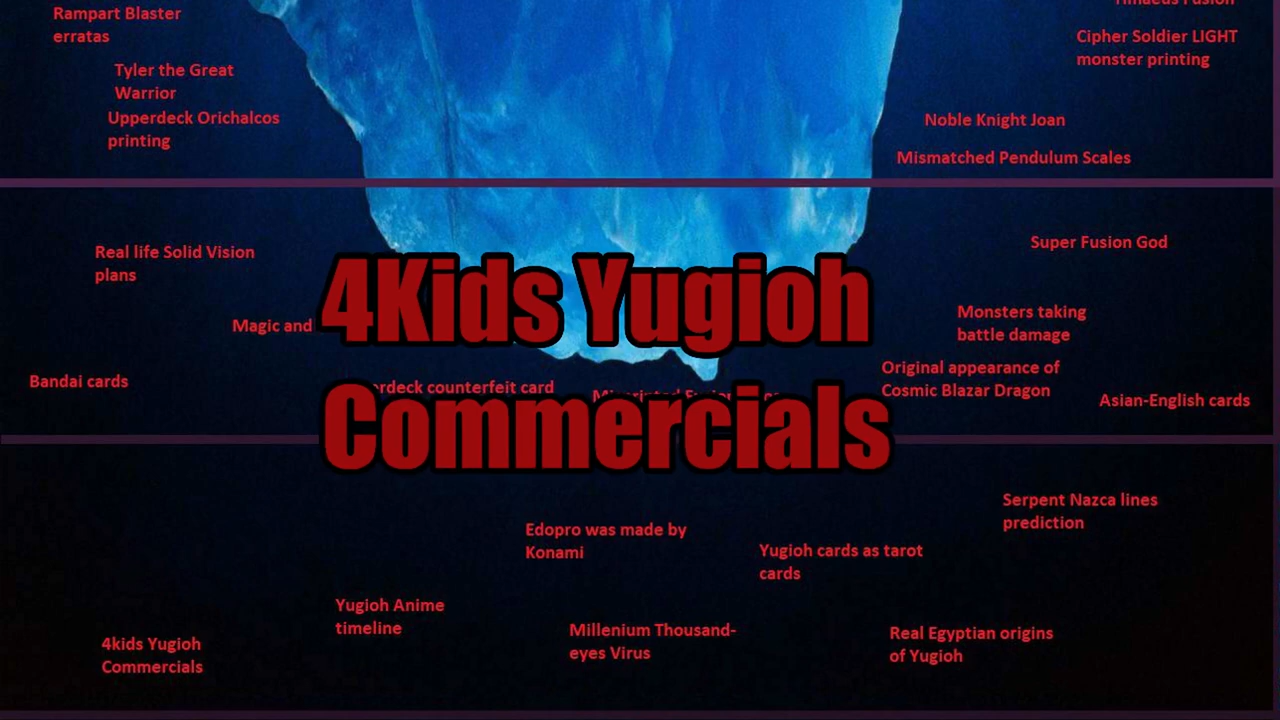 Rampart Blaster
erratas
Tyler the Great
Warrior
Upperdeck Orichalcos
printing
Fusion
Cipher Soldier LIGHT
monster printing
Noble Knight Joan
Mismatched Pendulum Scales
Real life Solid Vision
plans
Magic and
Bandai cards
4Kids Yugioh
Commercials
counterfeit card
Super Fusion God
Monsters taking
battle damage
Original appearance of
Cosmic Blazar Dragon
Asian-English cards
Edopro was made by
Konami
Yugioh cards as tarot
cards
Serpent Nazca lines
prediction
Yugioh Anime
timeline
4kids Yugioh
Commercials
Millenium Thousand-
eyes Virus
Real Egyptian origins
of Yugioh